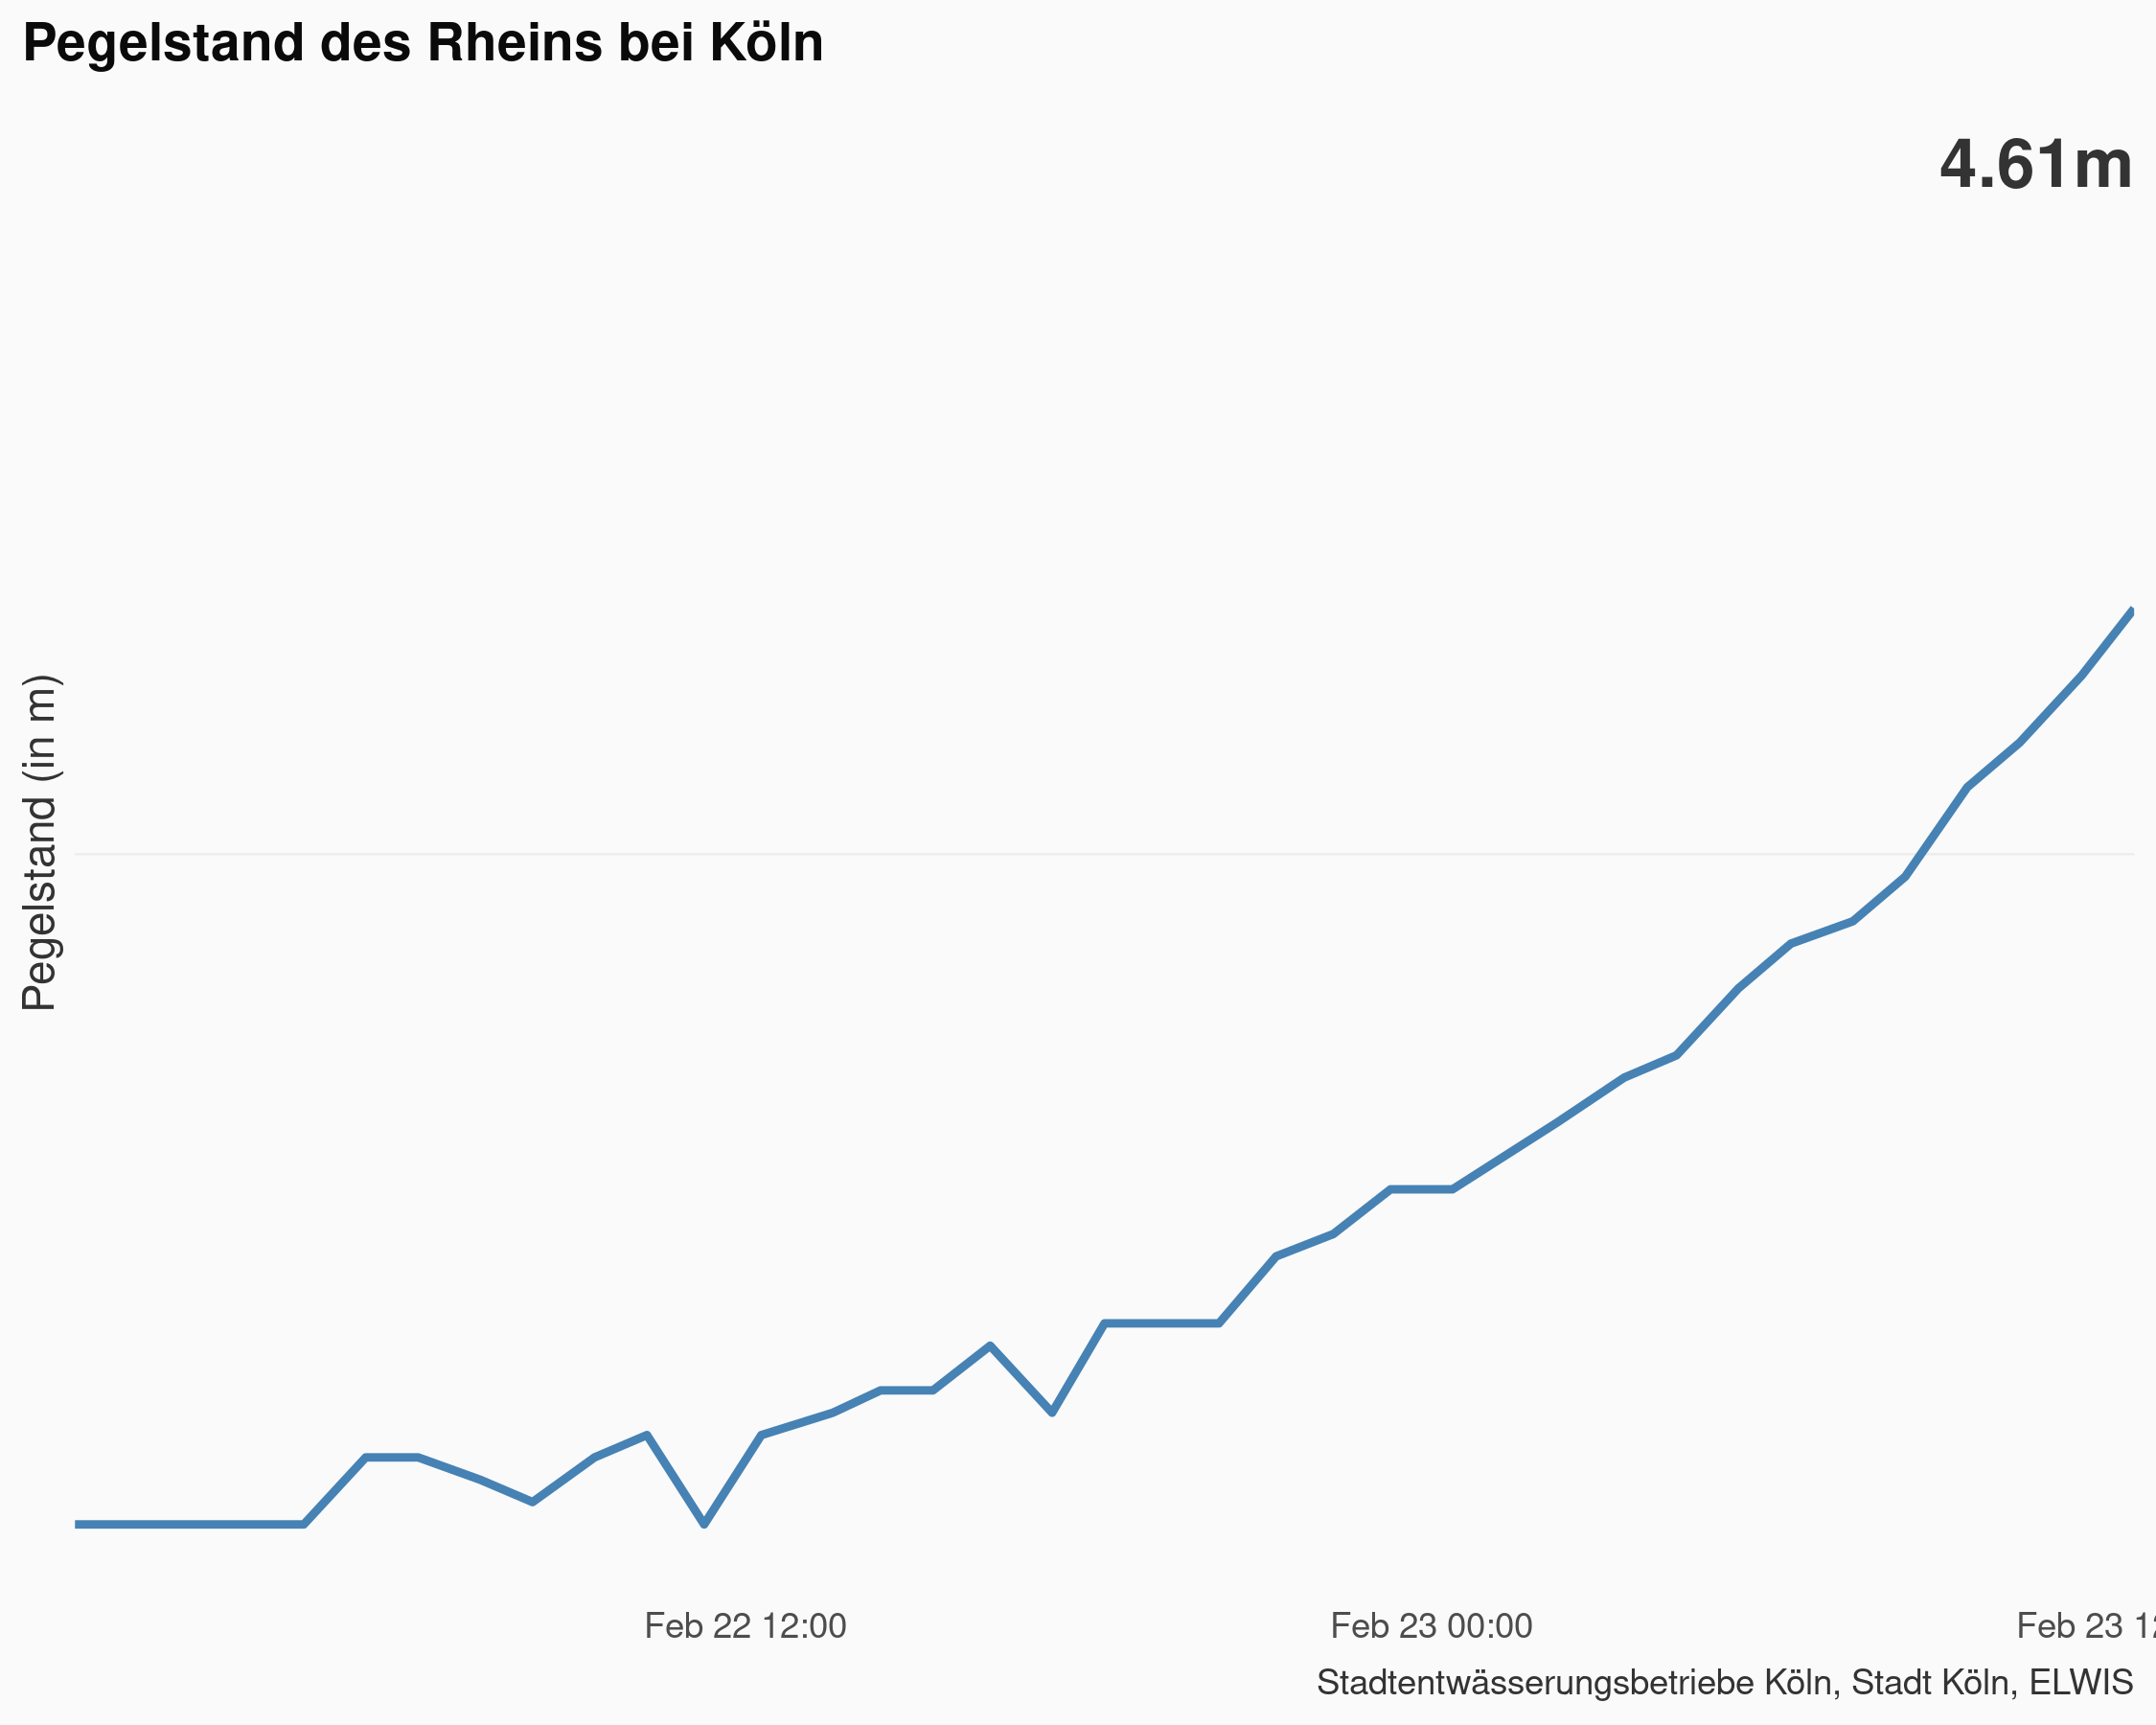 Pegelstand des Rheins bei Köln
4.61m
Pegelstand (in m)
Feb 22 12:00
Feb 23 00:00
Feb 23 12
Stadtentwässerungsbetriebe Köln, Stadt Köln, ELWIS